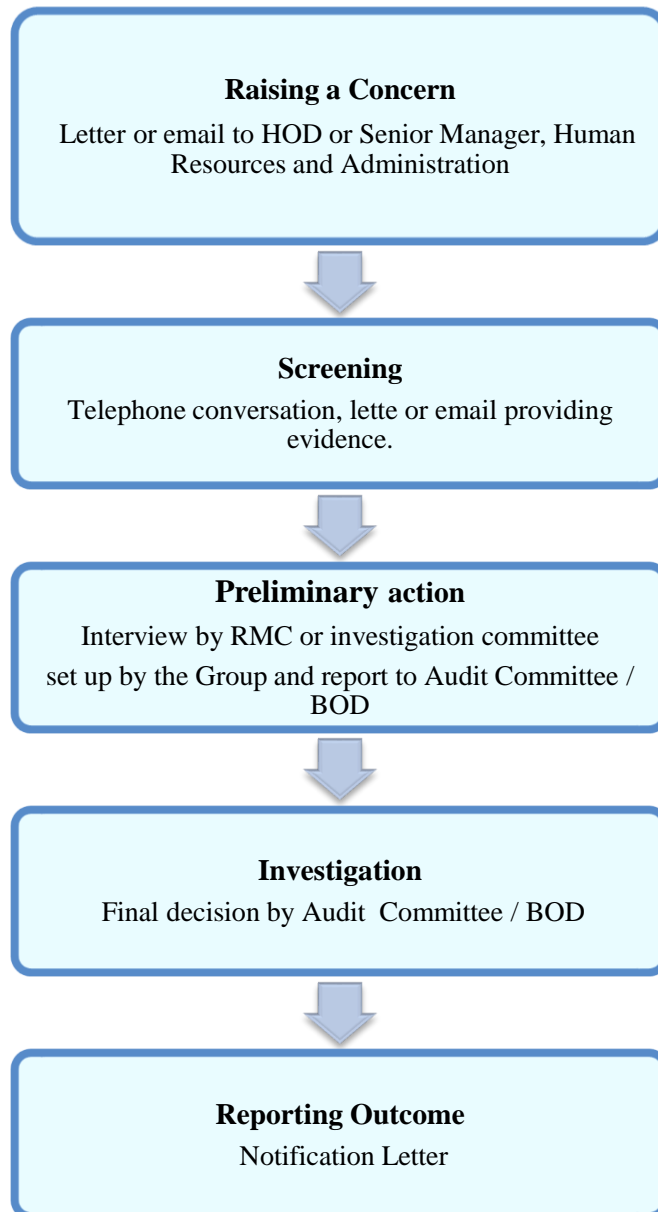 Raising a Concern
Letter or email to HOD or Senior Manager, Human
Resources and Administration
Screening
Telephone conversation, lette or email providing
evidence.
Preliminary action
Interview by RMC or investigation committee
set up by the Group and report to Audit Committee /
BOD
Investigation
Final decision by Audit Committee / BOD
Reporting Outcome
Notification Letter